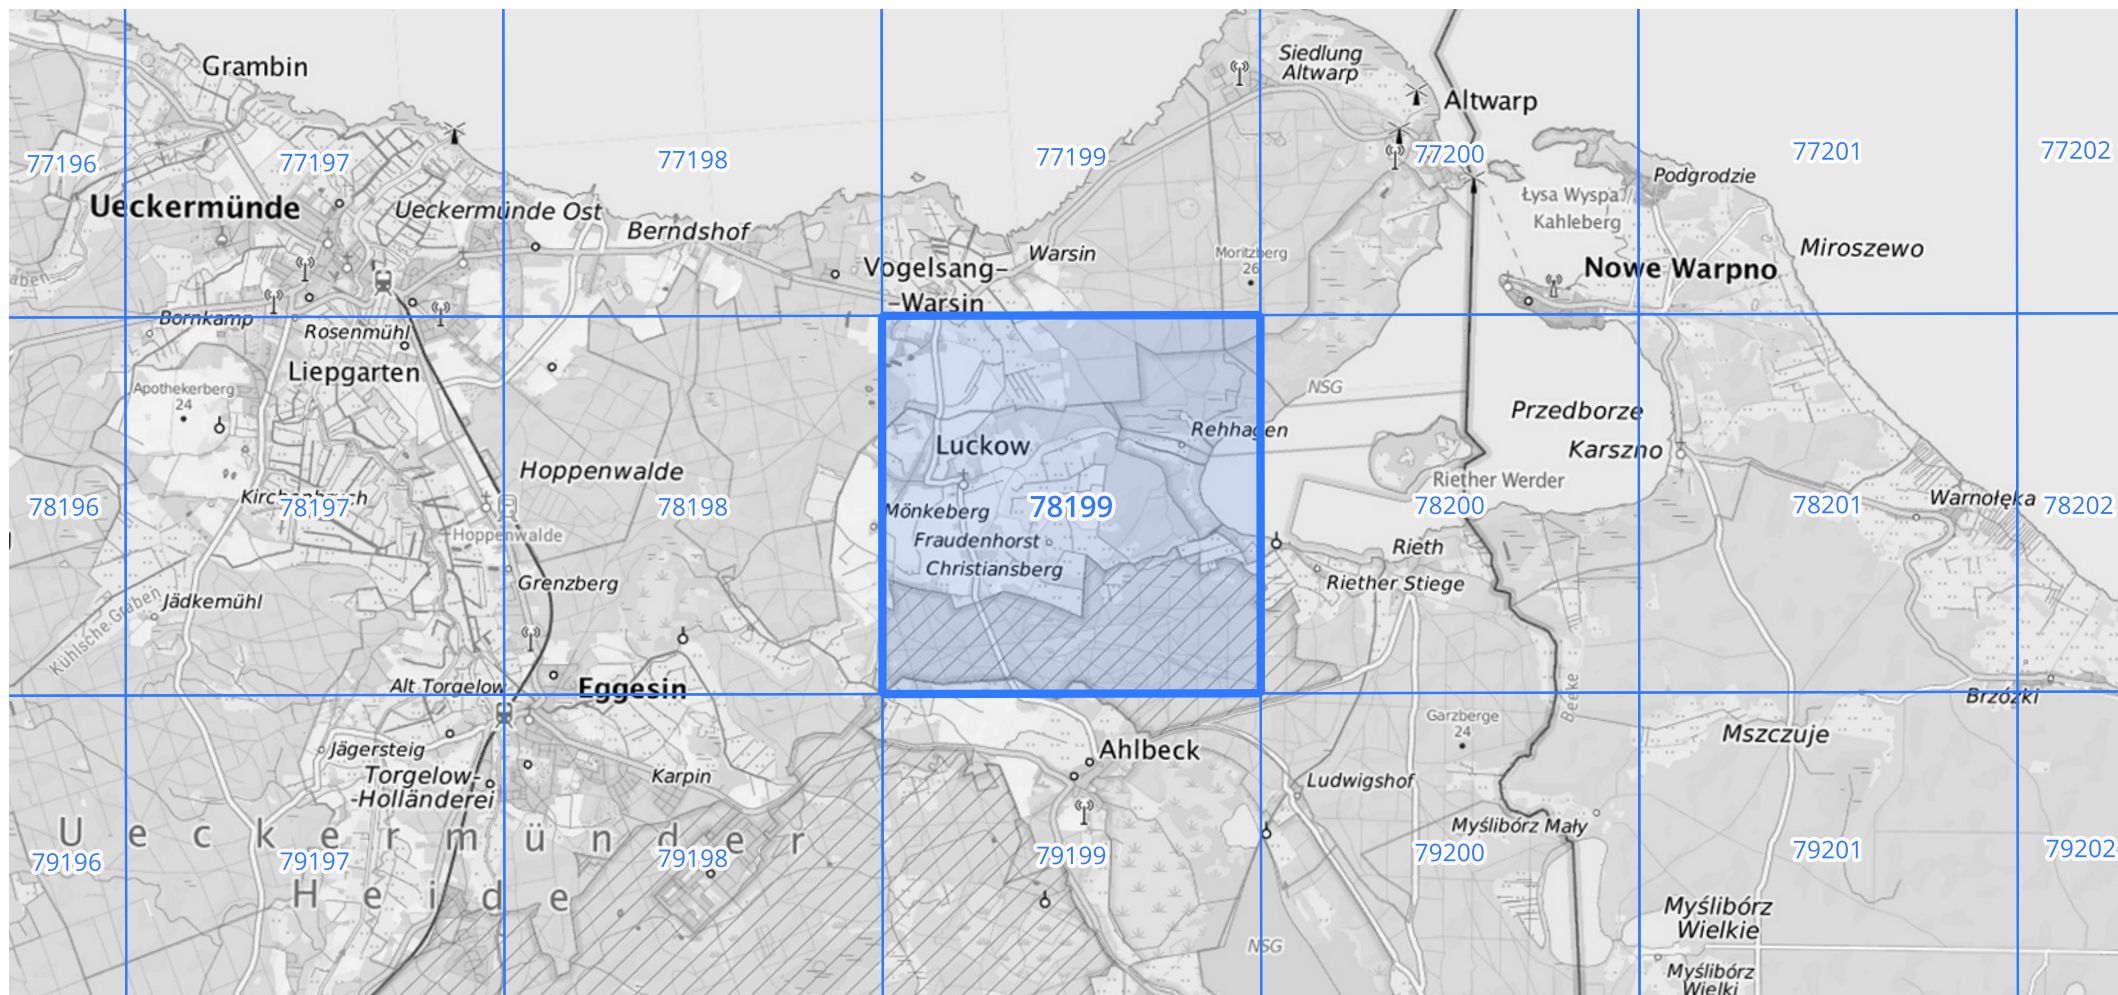 Grambin
Siedlung
Altwarp
Altwarp
77196
77197
77198
77199
77200
77201
77202
Podgrodzie
Ueckermünde
Ueckermünde Ost
Łysa Wyspa
Kahleberg
Berndshof
Warsin
Moritzberg
26
Miroszewo
Vogelsang-
-Warsin
Nowe Warpno
Bornkamp
Rosenmühl
Liepgarten
Apothekerberg
24
NSG
Przedborze
Karszno
Rehhagen
Luckow
Hoppenwalde
Riether Werder
Kirchenbruch
78196
78197
78198
Mönkeberg
78199
78200
78201
Warnołęka
78202
Hoppenwalde
Fraudenhorst
Christiansberg
Rieth
Riether Stiege
Grenzberg
Jädkemühl
Kühlsche Graben
Alt Torgelow
Eggesin
Beeke
Brzózki
Garzberge
24
Mszczuje
Jägersteig
Ahlbeck
Torgelow-
-Holländerei
Karpin
Ludwigshof
Myślibórz Mały
Ueckermünder
Heide
79196
79197
79198
79199
79200
79201
79202
NSG
Myślibórz
Wielkie
Myślibórz
Wielki